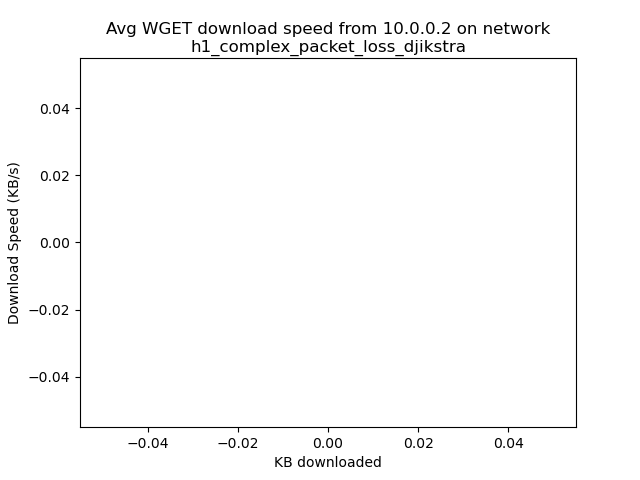 Avg WGET download speed from 10.0.0.2 on network
h1_complex_packet_loss_djikstra
Download Speed (KB/s)
0.04
0.02
0.00
−0.02
−0.04
−0.04
−0.02
0.00
0.02
0.04
KB downloaded